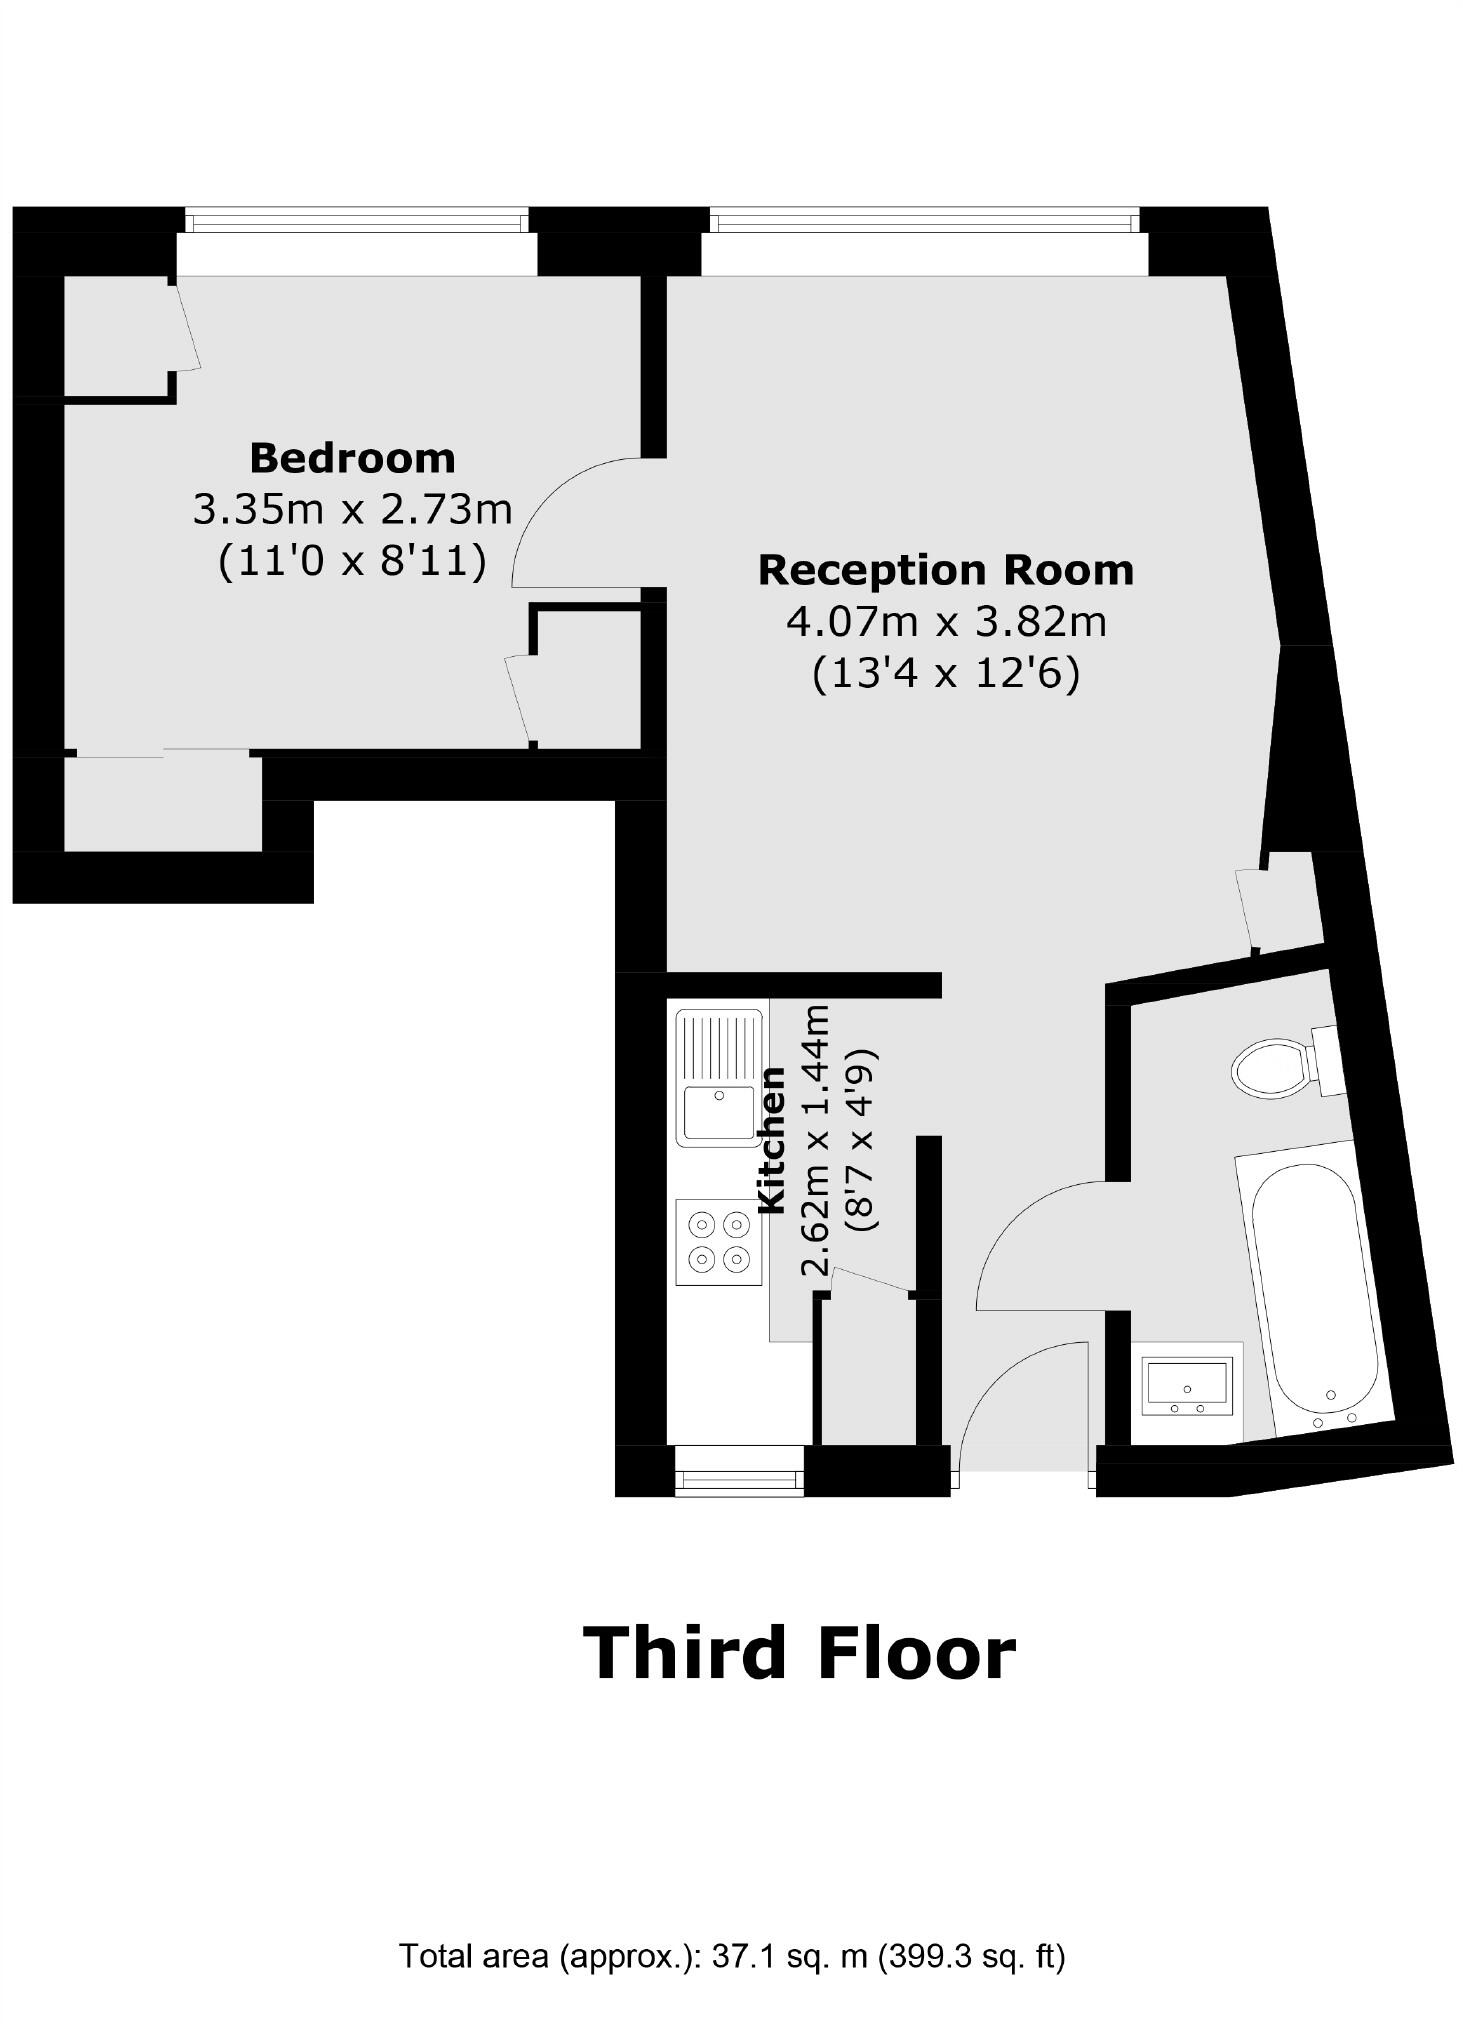 Bedroom
3.35m x 2.73m
(11'0 x 8'11)
Reception Room
4.07m x 3.82m
(13'4 x 12'6)
Kitchen
2.62m x 1.44m
(8'7 x 4'9)
Third Floor
Total area (approx.): 37.1 sq. m (399.3 sq. ft)